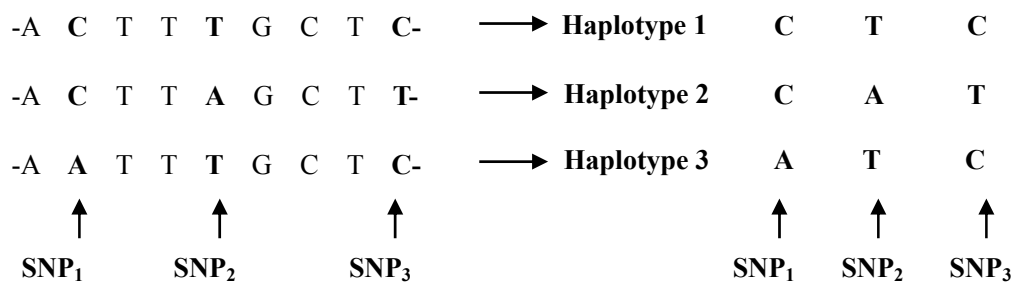 -A C T T T G C T C- Haplotype 1 C T C
-A C T T A G C T T- Haplotype 2 C A T
-A A T T T G C T C- Haplotype 3 A T C
SNP1 SNP2 SNP3 SNP1 SNP2 SNP3